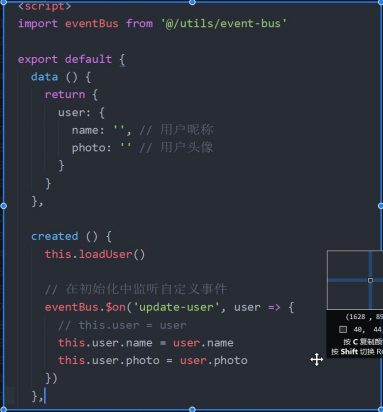 <script>
import eventBus from '@/utils/event-bus'
export default {
data () {
return {
user: {
name: '', // 用户昵称
photo: '' // 用户头像
}
}
},
created () {
this.loadUser()
// 在初始化中监听自定义事件
eventBus.$on('update-user', user => {
// this.user = user
this.user.name = user.name
this.user.photo = user.photo
})
},
(1628 , 89
40, 44,
按 C 复制颜
按 Shift 切换 R